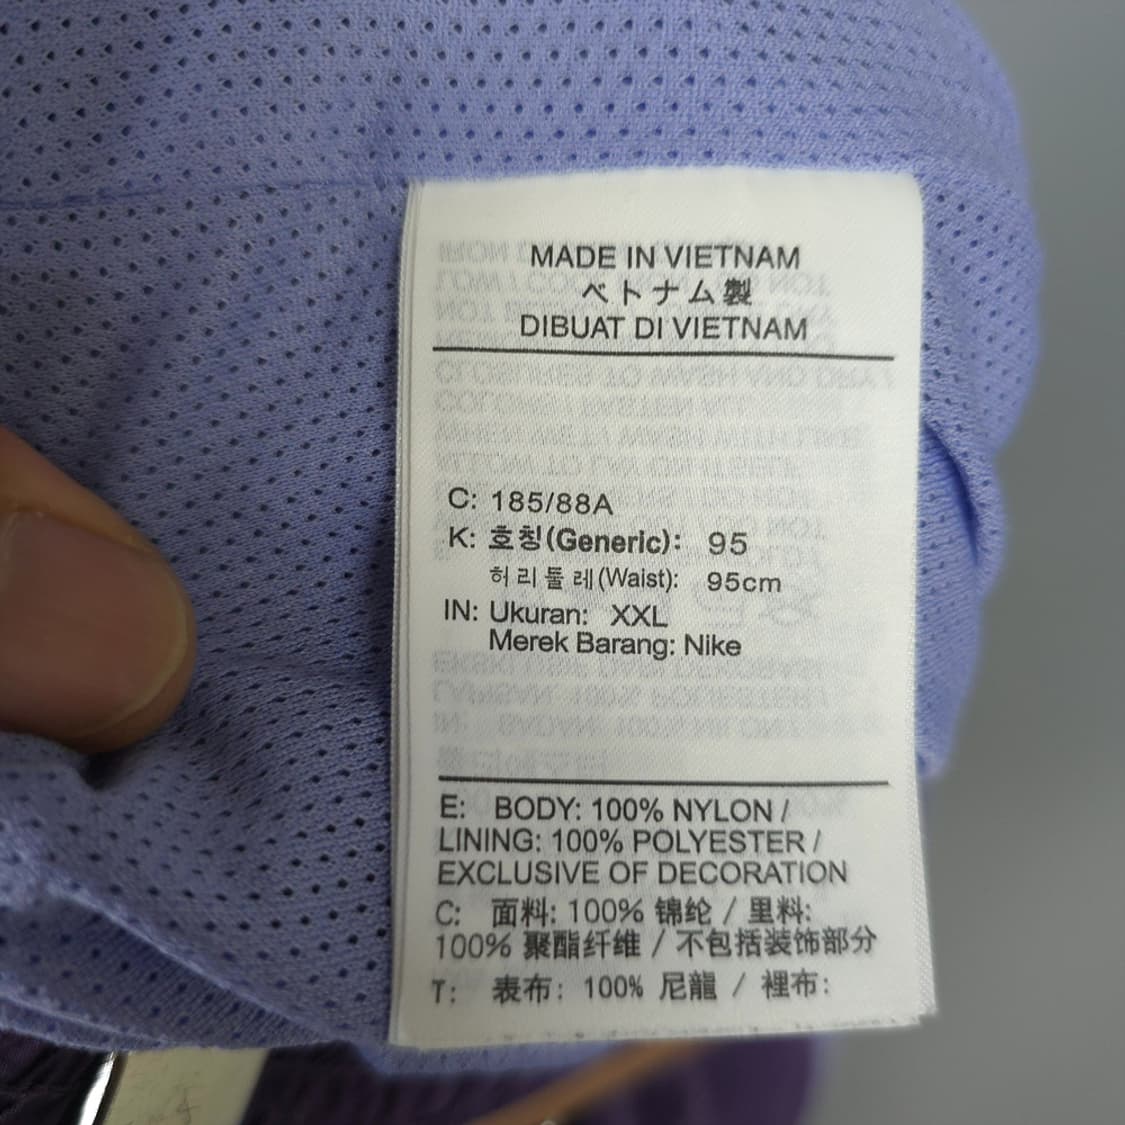 MADE IN VIETNAM
ベトナム製
DIBUAT DI VIETNAM
C: 185/88A
K: 호칭(Generic): 95
허리둘레(Waist): 95cm
IN: Ukuran: XXL
Merek Barang: Nike
E: BODY: 100% NYLON /
LINING: 100% POLYESTER /
EXCLUSIVE OF DECORATION
C: 面料: 100% 锦纶 / 里料:
100% 聚酯纤维 / 不包括装饰部分
T: 表布: 100% 尼龍 / 裡布: